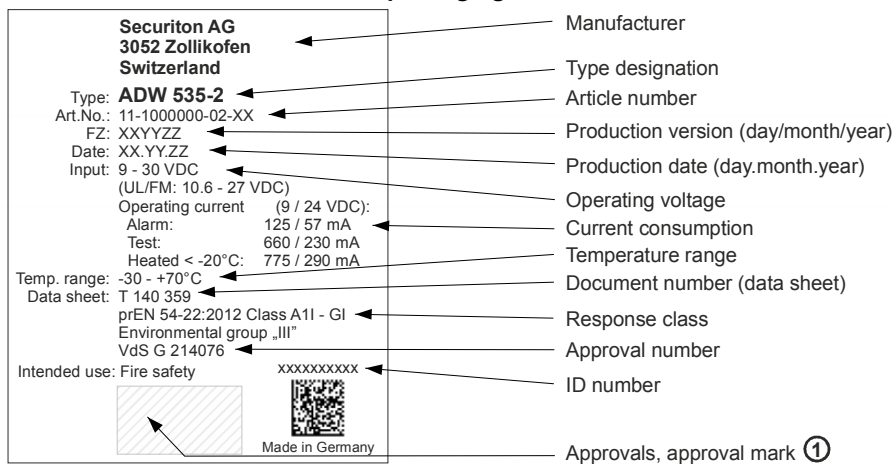 Securiton AG
3052 Zollikofen
Switzerland
Type: ADW 535-2
Art.No.: 11-1000000-02-XX
FZ: XXYYZZ
Date: XX.YY.ZZ
Input: 9 - 30 VDC
(UL/FM: 10.6 - 27 VDC)
Operating current (9 / 24 VDC):
Alarm: 125 / 57 mA
Test: 660 / 230 mA
Heated < -20°C: 775 / 290 mA
Temp. range: -30 - +70°C
Data sheet: T 140 359
prEN 54-22:2012 Class A1I - GI
Environmental group „III”
VdS G 214076
Intended use: Fire safety xxxxxxxxxx
Made in Germany
Manufacturer
Type designation
Article number
Production version (day/month/year)
Production date (day.month.year)
Operating voltage
Current consumption
Temperature range
Document number (data sheet)
Response class
Approval number
ID number
Approvals, approval mark ①